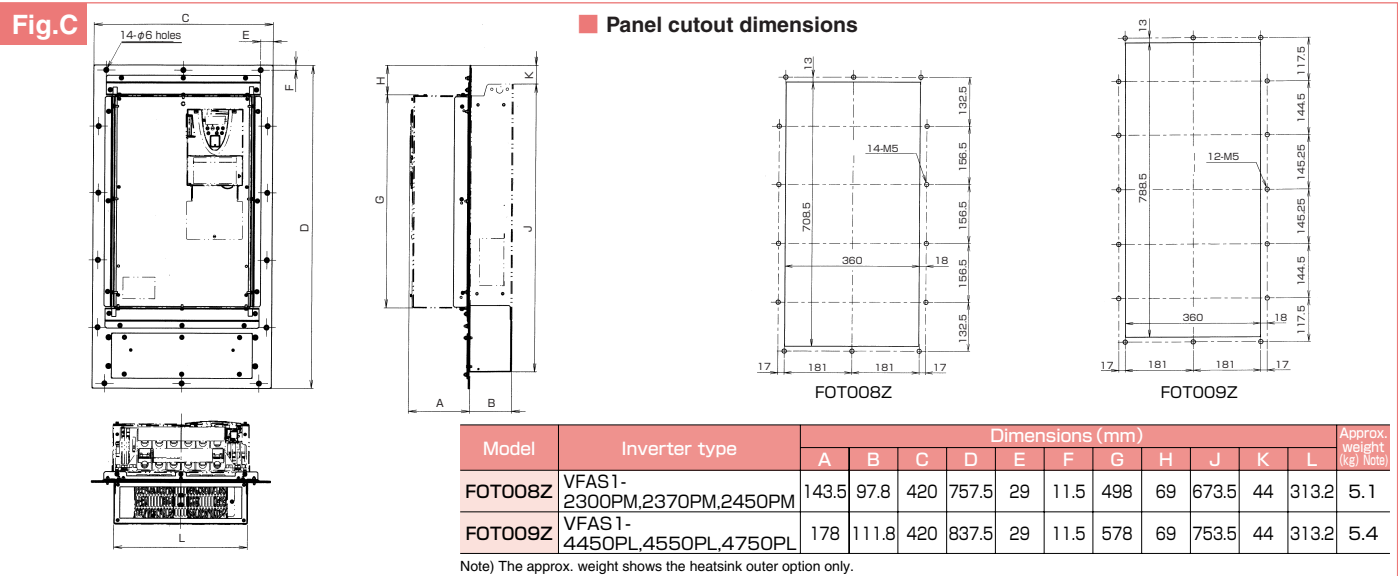 Fig.C
C
14-φ6 holes
E
F
D
H
G
K
J
A
B
L
■ Panel cutout dimensions
13
708.5
360
18
14-M5
132.5
156.5
156.5
156.5
132.5
17
181
181
17
FOT008Z
13
788.5
360
18
12-M5
117.5
144.5
145.25
145.25
144.5
117.5
17
181
181
17
FOT009Z
Model Inverter type Dimensions (mm) Approx. weight (kg) Note)
A B C D E F G H J K L
FOT008Z VFAS1-
2300PM,2370PM,2450PM 143.5 97.8 420 757.5 29 11.5 498 69 673.5 44 313.2 5.1
FOT009Z VFAS1-
4450PL,4550PL,4750PL 178 111.8 420 837.5 29 11.5 578 69 753.5 44 313.2 5.4
Note) The approx. weight shows the heatsink outer option only.